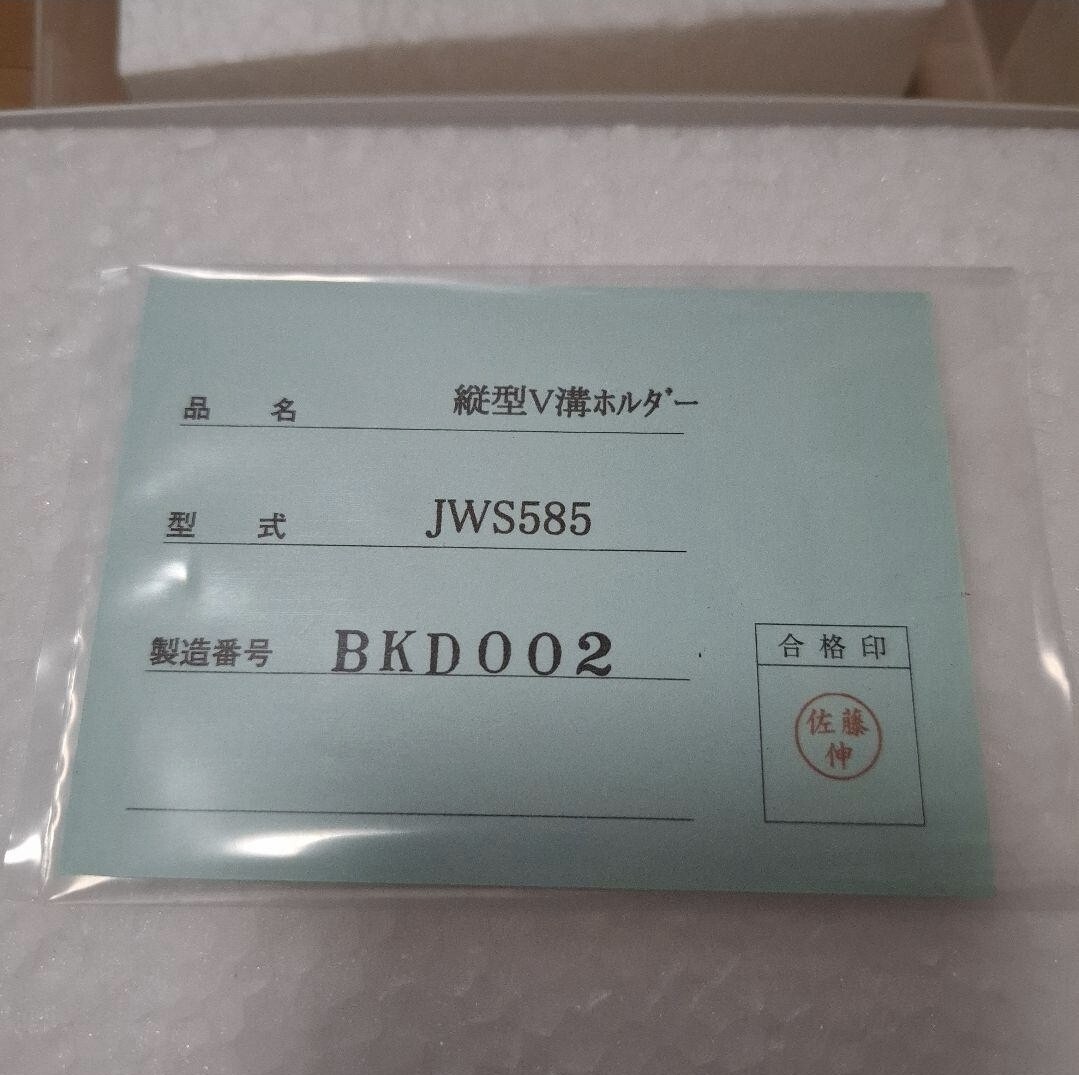 品名 縦型V溝ホルダー
型式 JWS585
製造番号 BKD002
合格印
佐藤
伸